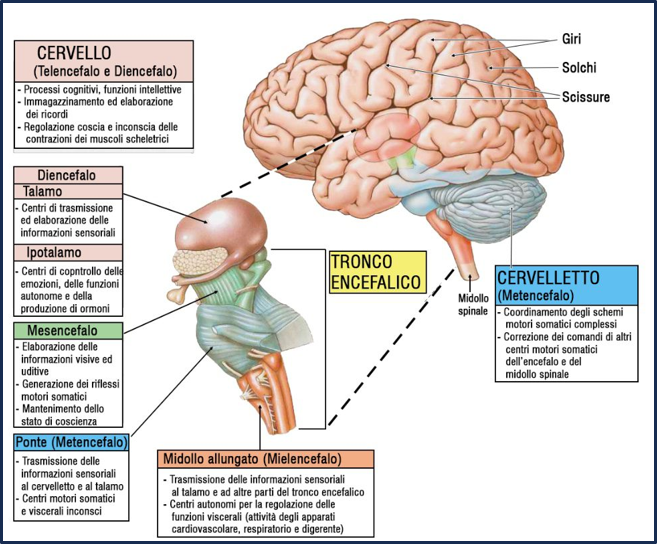 CERVELLO
(Telencefalo e Diencefalo)
- Processi cognitivi, funzioni intellettive
- Immagazzinamento ed elaborazione
dei ricordi
- Regolazione coscia e inconscia delle
contrazioni dei muscoli scheletrici
Giri
Solchi
Scissure
Diencefalo
Talamo
- Centri di trasmissione
ed elaborazione delle
informazioni sensoriali
Ipotalamo
- Centri di copntrollo delle
emozioni, delle funzioni
autonome e della
produzione di ormoni
Mesencefalo
- Elaborazione delle
informazioni visive ed
uditive
- Generazione dei riflessi
motori somatici
- Mantenimento dello
stato di coscienza
Ponte (Metencefalo)
- Trasmissione delle
informazioni sensoriali
al cervelletto e al talamo
- Centri motori somatici
e viscerali inconsci
TRONCO
ENCEFALICO
Midollo
spinale
CERVELLETTO
(Metencefalo)
- Coordinamento degli schemi
motori somatici complessi
- Correzione dei comandi di altri
centri motori somatici
dell'encefalo e del
midollo spinale
Midollo allungato (Mielencefalo)
- Trasmissione delle informazioni sensoriali
al talamo e ad altre parti del tronco encefalico
- Centri autonomi per la regolazione delle
funzioni viscerali (attività degli apparati
cardiovascolare, respiratorio e digerente)